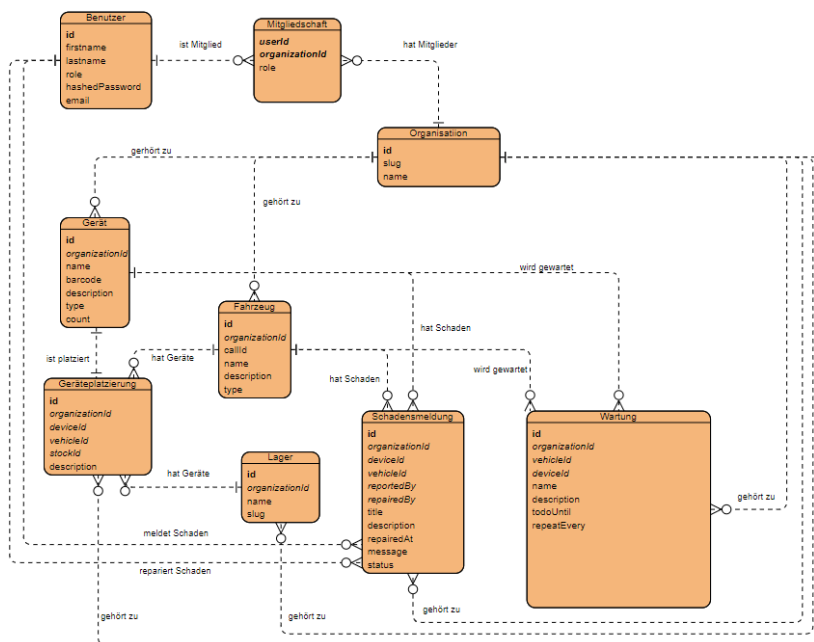 Benutzer
id
firstname
lastname
role
hashedPassword
email
ist Mitglied
Mitgliedschaft
userId
organizationId
role
hat Mitglieder
Organisatiion
id
slug
name
gerhört zu
gehört zu
Gerät
id
organizationId
name
barcode
description
type
count
wird gewartet
hat Schaden
Fahrzeug
id
organizationId
callId
name
description
type
ist platziert
hat Geräte
hat Schaden
wird gewartet
Geräteplatzierung
id
organizationId
deviceId
vehicleId
stockId
description
hat Geräte
Lager
id
organizationId
name
slug
Schadensmeldung
id
organizationId
deviceId
vehicleId
reportedBy
repairedBy
title
description
repairedAt
message
status
Wartung
id
organizationId
vehicleId
deviceId
name
description
todoUntil
repeatEvery
gehört zu
meldet Schaden
repariert Schaden
gehört zu
gehört zu
gehört zu